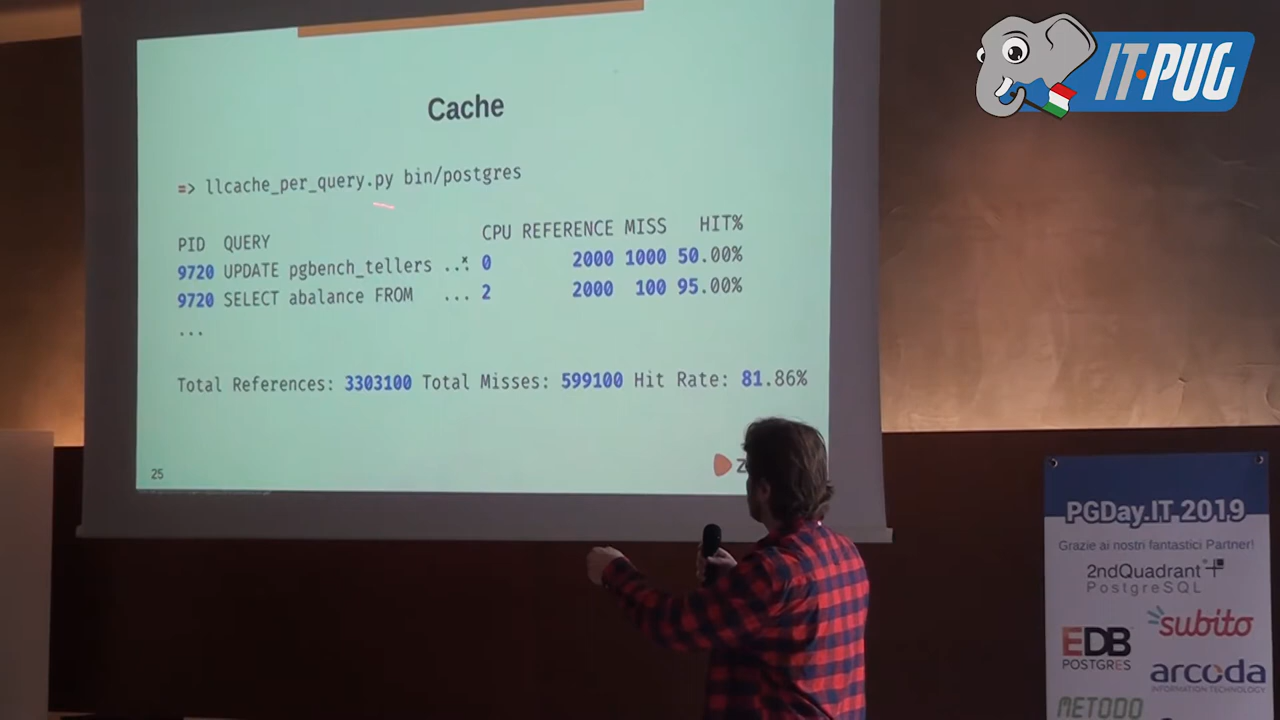 IT·PUG
Cache
=> llcache_per_query.py bin/postgres
PID QUERY CPU REFERENCE MISS HIT%
9720 UPDATE pgbench_tellers ... 0 2000 1000 50.00%
9720 SELECT abalance FROM ... 2 2000 100 95.00%
...
Total References: 3303100 Total Misses: 599100 Hit Rate: 81.86%
25
PGDay.IT 2019
Grazie ai nostri fantastici Partner!
2ndQuadrant
PostgreSQL
subito
EDB
POSTGRES
arcoda
INFORMATION TECHNOLOGY
METODO